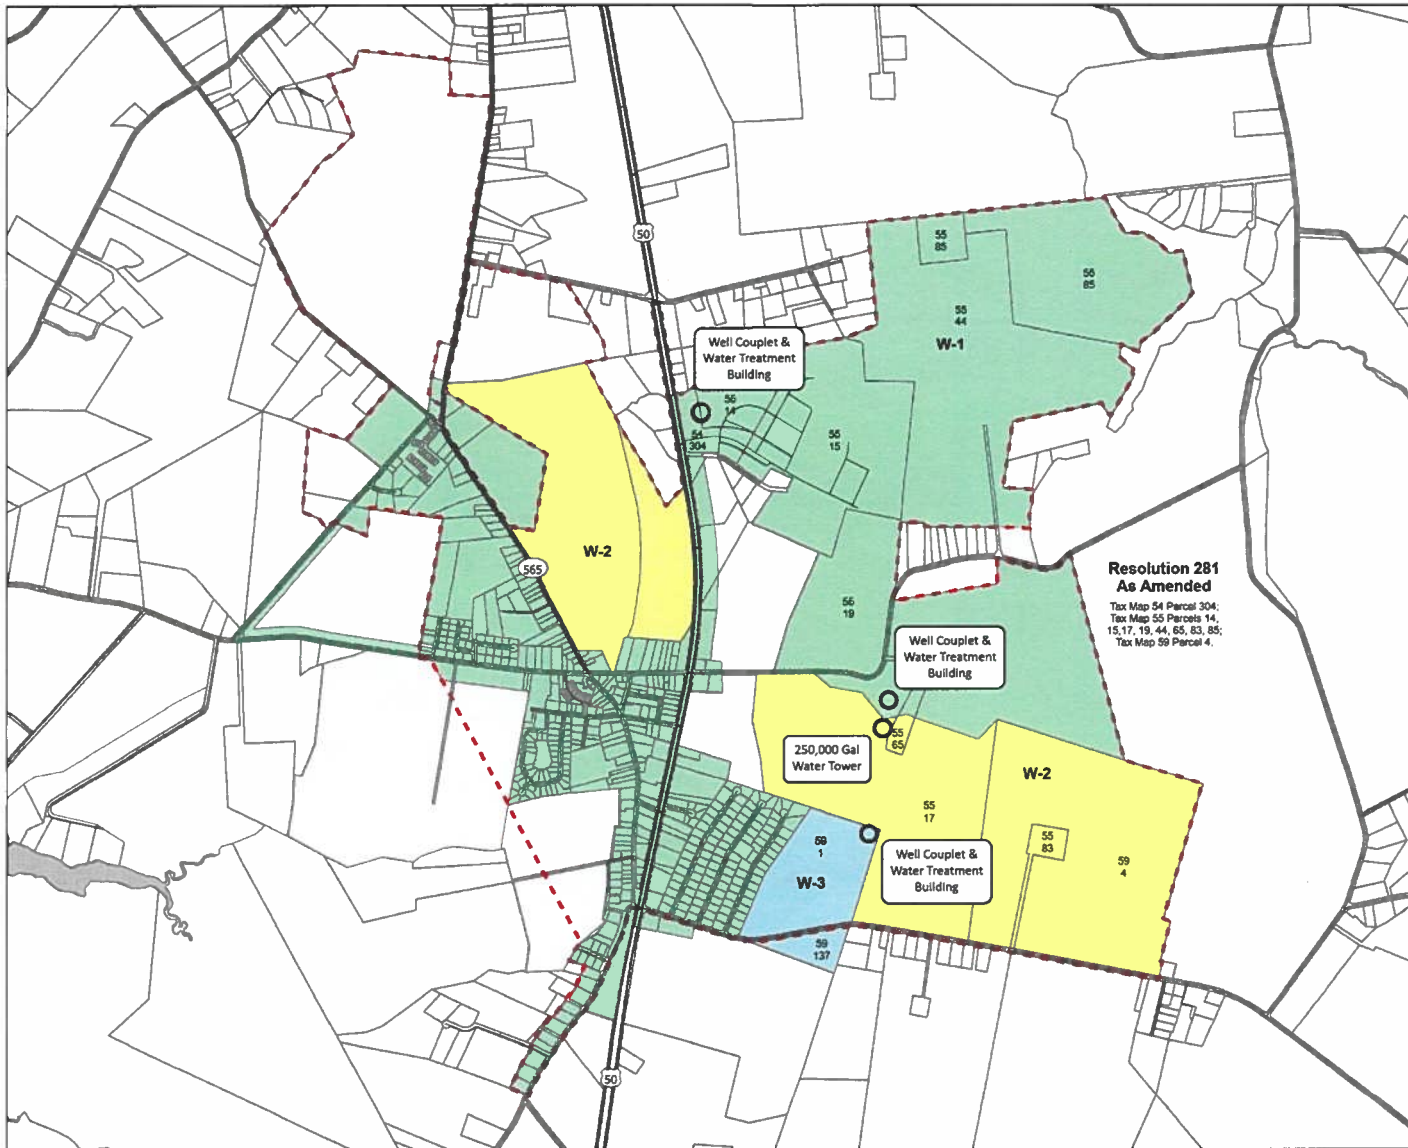 50
55
85
56
85
55
44
W-1
Well Couplet &
Water Treatment
Building
56
14
54
304
55
15
W-2
565
56
19
Resolution 281
As Amended
Tax Map 54 Parcel 304;
Tax Map 55 Parcels 14,
15,17, 19, 44, 65, 83, 85;
Tax Map 59 Parcel 4.
Well Couplet &
Water Treatment
Building
55
65
250,000 Gal
Water Tower
W-2
55
17
55
83
59
4
59
1
W-3
Well Couplet &
Water Treatment
Building
59
137
50